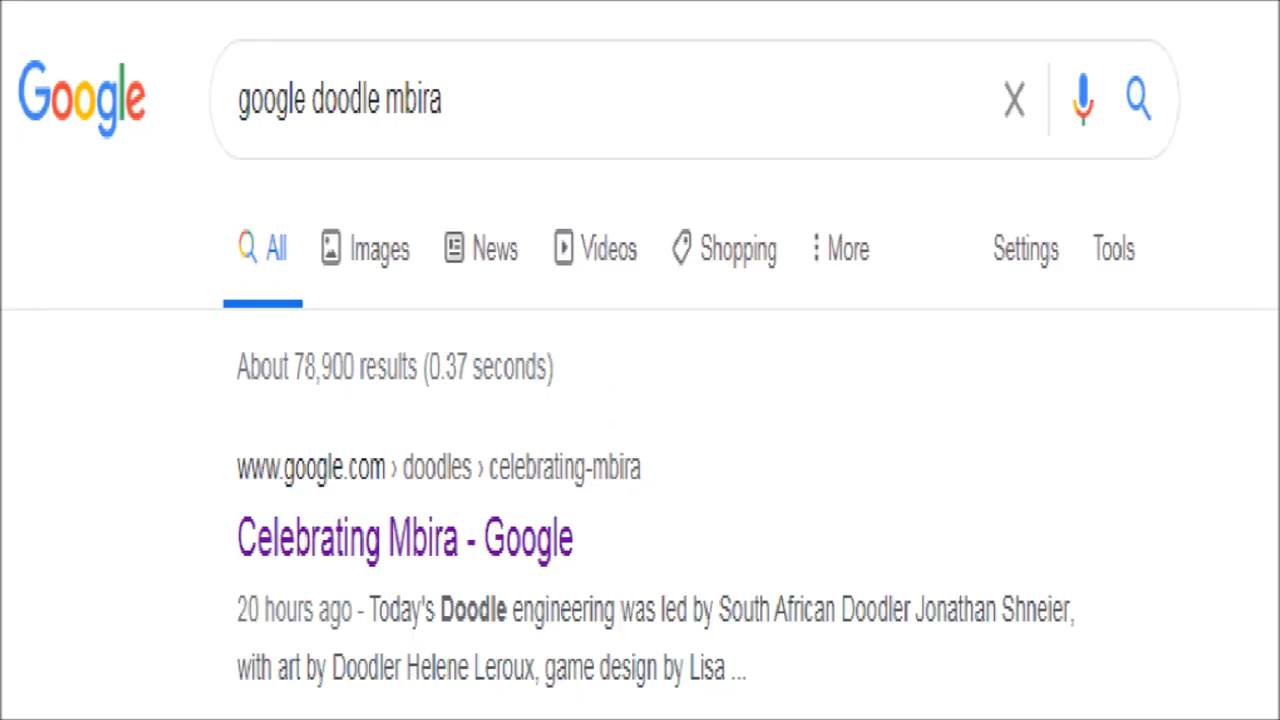 Google
google doodle mbira
All Images News Videos Shopping More Settings Tools
About 78,900 results (0.37 seconds)
www.google.com › doodles › celebrating-mbira
Celebrating Mbira - Google
20 hours ago - Today's Doodle engineering was led by South African Doodler Jonathan Shneier,
with art by Doodler Helene Leroux, game design by Lisa ...